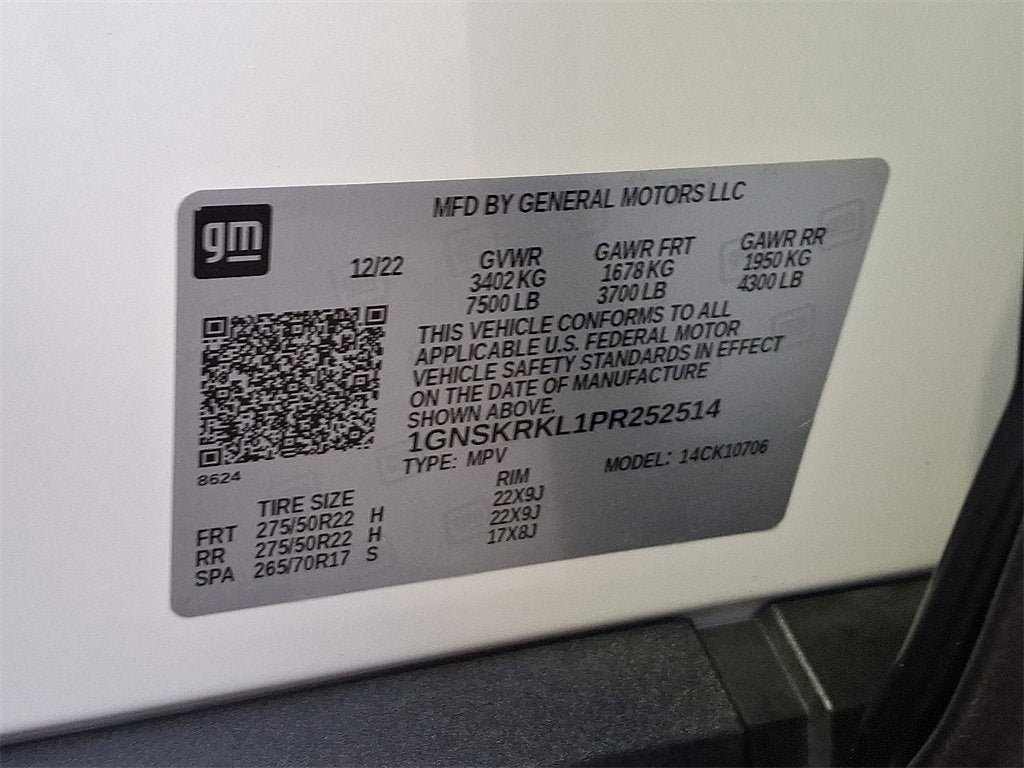 gm
MFD BY GENERAL MOTORS LLC
12/22 GVWR GAWR FRT GAWR RR
3402 KG 1678 KG 1950 KG
7500 LB 3700 LB 4300 LB
THIS VEHICLE CONFORMS TO ALL
APPLICABLE U.S. FEDERAL MOTOR
VEHICLE SAFETY STANDARDS IN EFFECT
ON THE DATE OF MANUFACTURE
SHOWN ABOVE.
1GNSKRKL1PR252514
TYPE: MPV MODEL: 14CK10706
8624
TIRE SIZE RIM
FRT 275/50R22 H 22X9J
RR 275/50R22 H 22X9J
SPA 265/70R17 S 17X8J